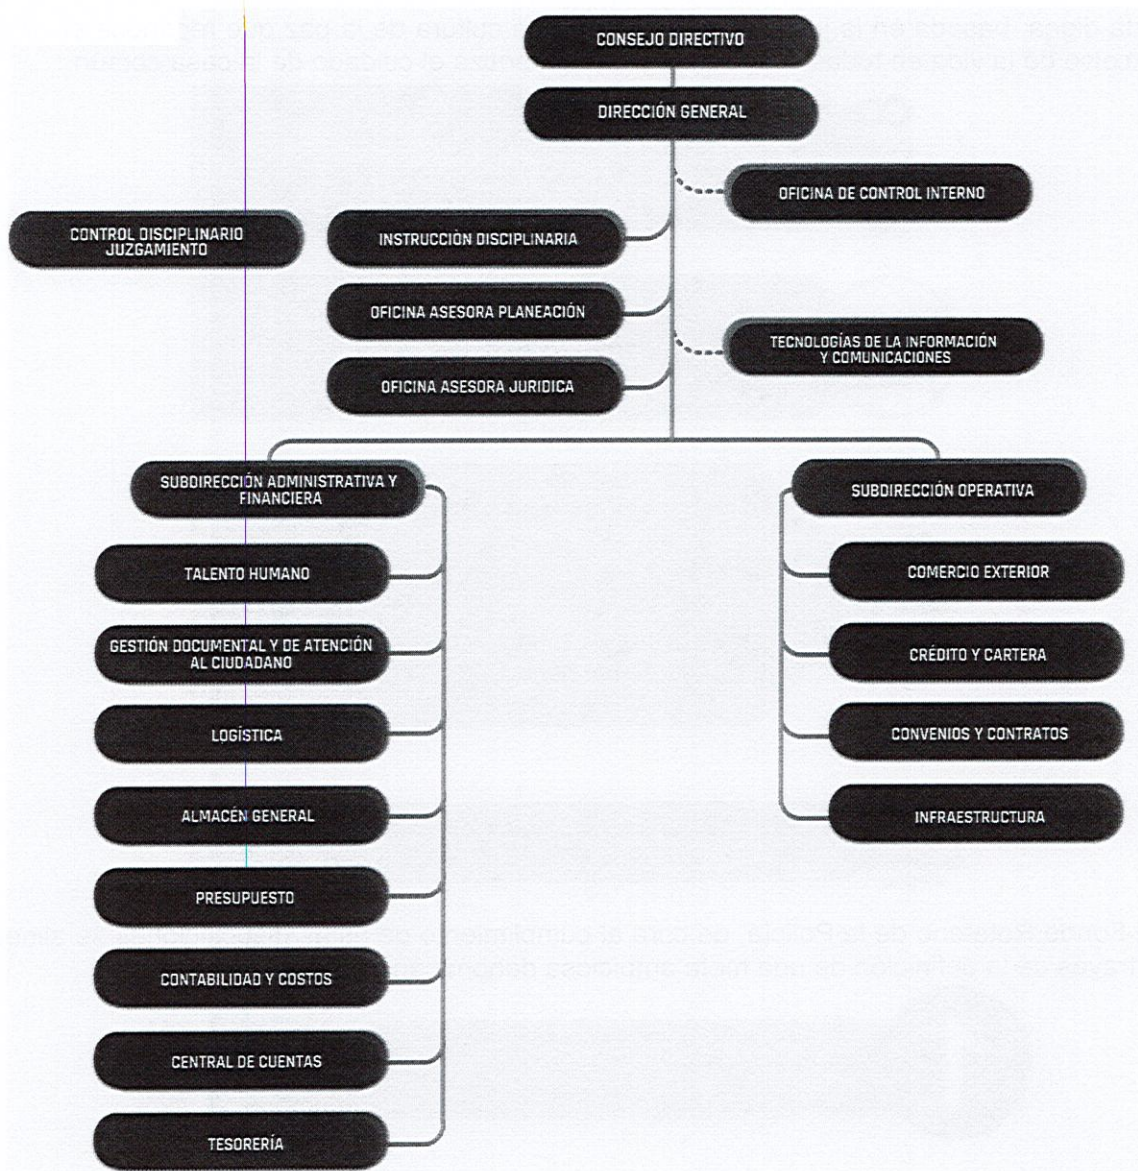 CONSEJO DIRECTIVO
DIRECCIÓN GENERAL
OFICINA DE CONTROL INTERNO
CONTROL DISCIPLINARIO
JUZGAMIENTO
INSTRUCCIÓN DISCIPLINARIA
OFICINA ASESORA PLANEACIÓN
TECNOLOGÍAS DE LA INFORMACIÓN
Y COMUNICACIONES
OFICINA ASESORA JURIDICA
SUBDIRECCIÓN ADMINISTRATIVA Y
FINANCIERA
TALENTO HUMANO
GESTIÓN DOCUMENTAL Y DE ATENCIÓN
AL CIUDADANO
LOGÍSTICA
ALMACÉN GENERAL
PRESUPUESTO
CONTABILIDAD Y COSTOS
CENTRAL DE CUENTAS
TESORERÍA
SUBDIRECCIÓN OPERATIVA
COMERCIO EXTERIOR
CRÉDITO Y CARTERA
CONVENIOS Y CONTRATOS
INFRAESTRUCTURA